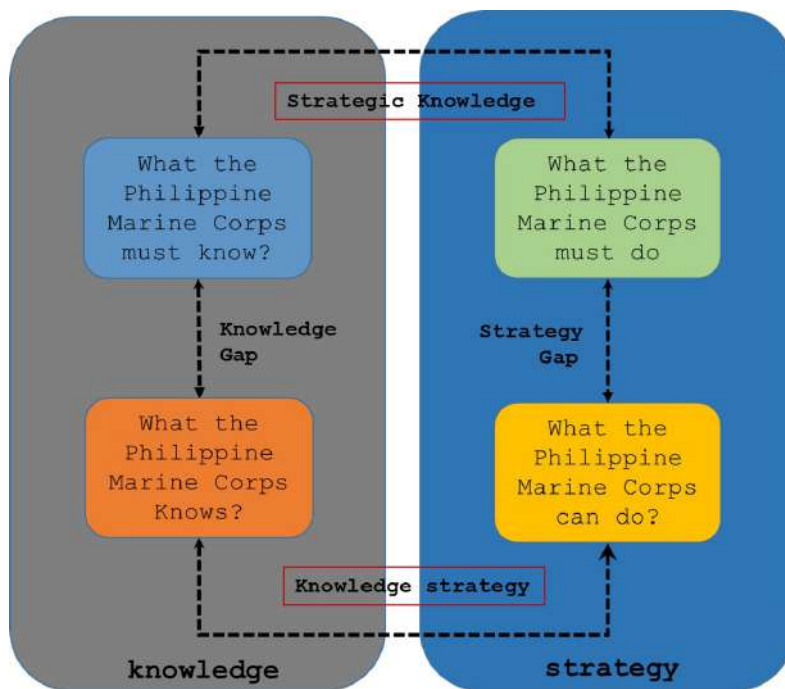 Strategic Knowledge
What the
Philippine
Marine Corps
must know?
What the
Philippine
Marine Corps
must do
Knowledge
Gap
Strategy
Gap
What the
Philippine
Marine Corps
Knows?
What the
Philippine
Marine Corps
can do?
Knowledge strategy
knowledge
strategy